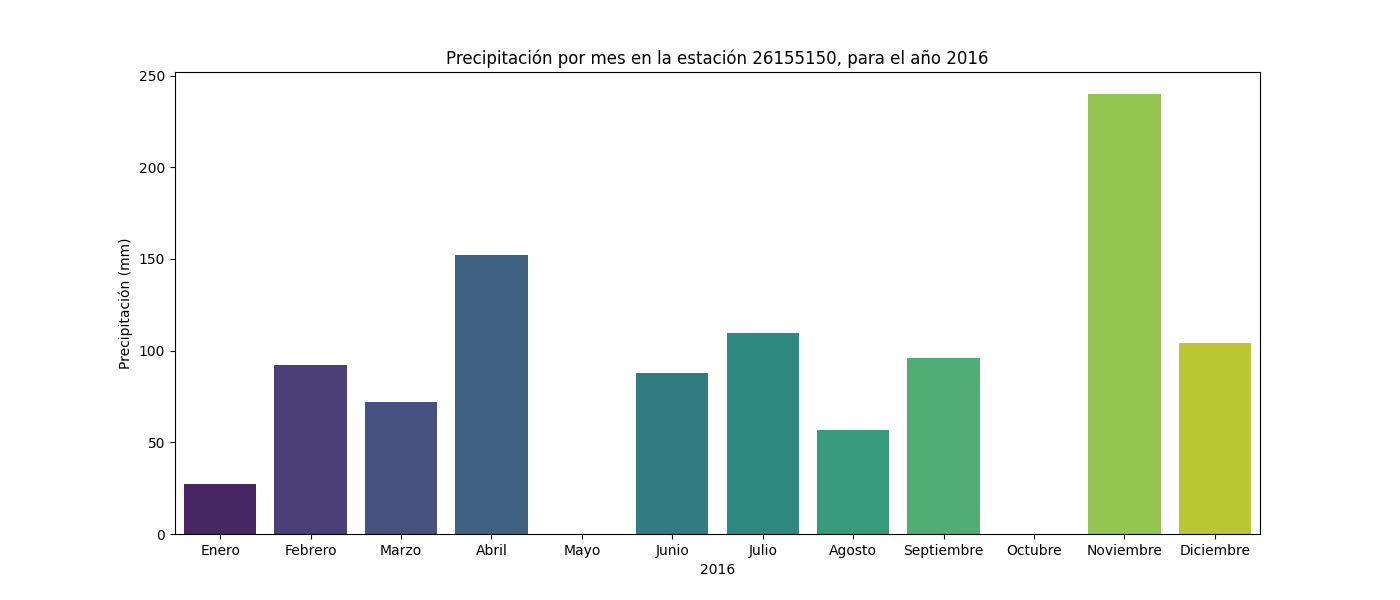 Precipitación por mes en la estación 26155150, para el año 2016
Precipitación (mm)
250
200
150
100
50
0
Enero Febrero Marzo Abril Mayo Junio Julio Agosto Septiembre Octubre Noviembre Diciembre
2016